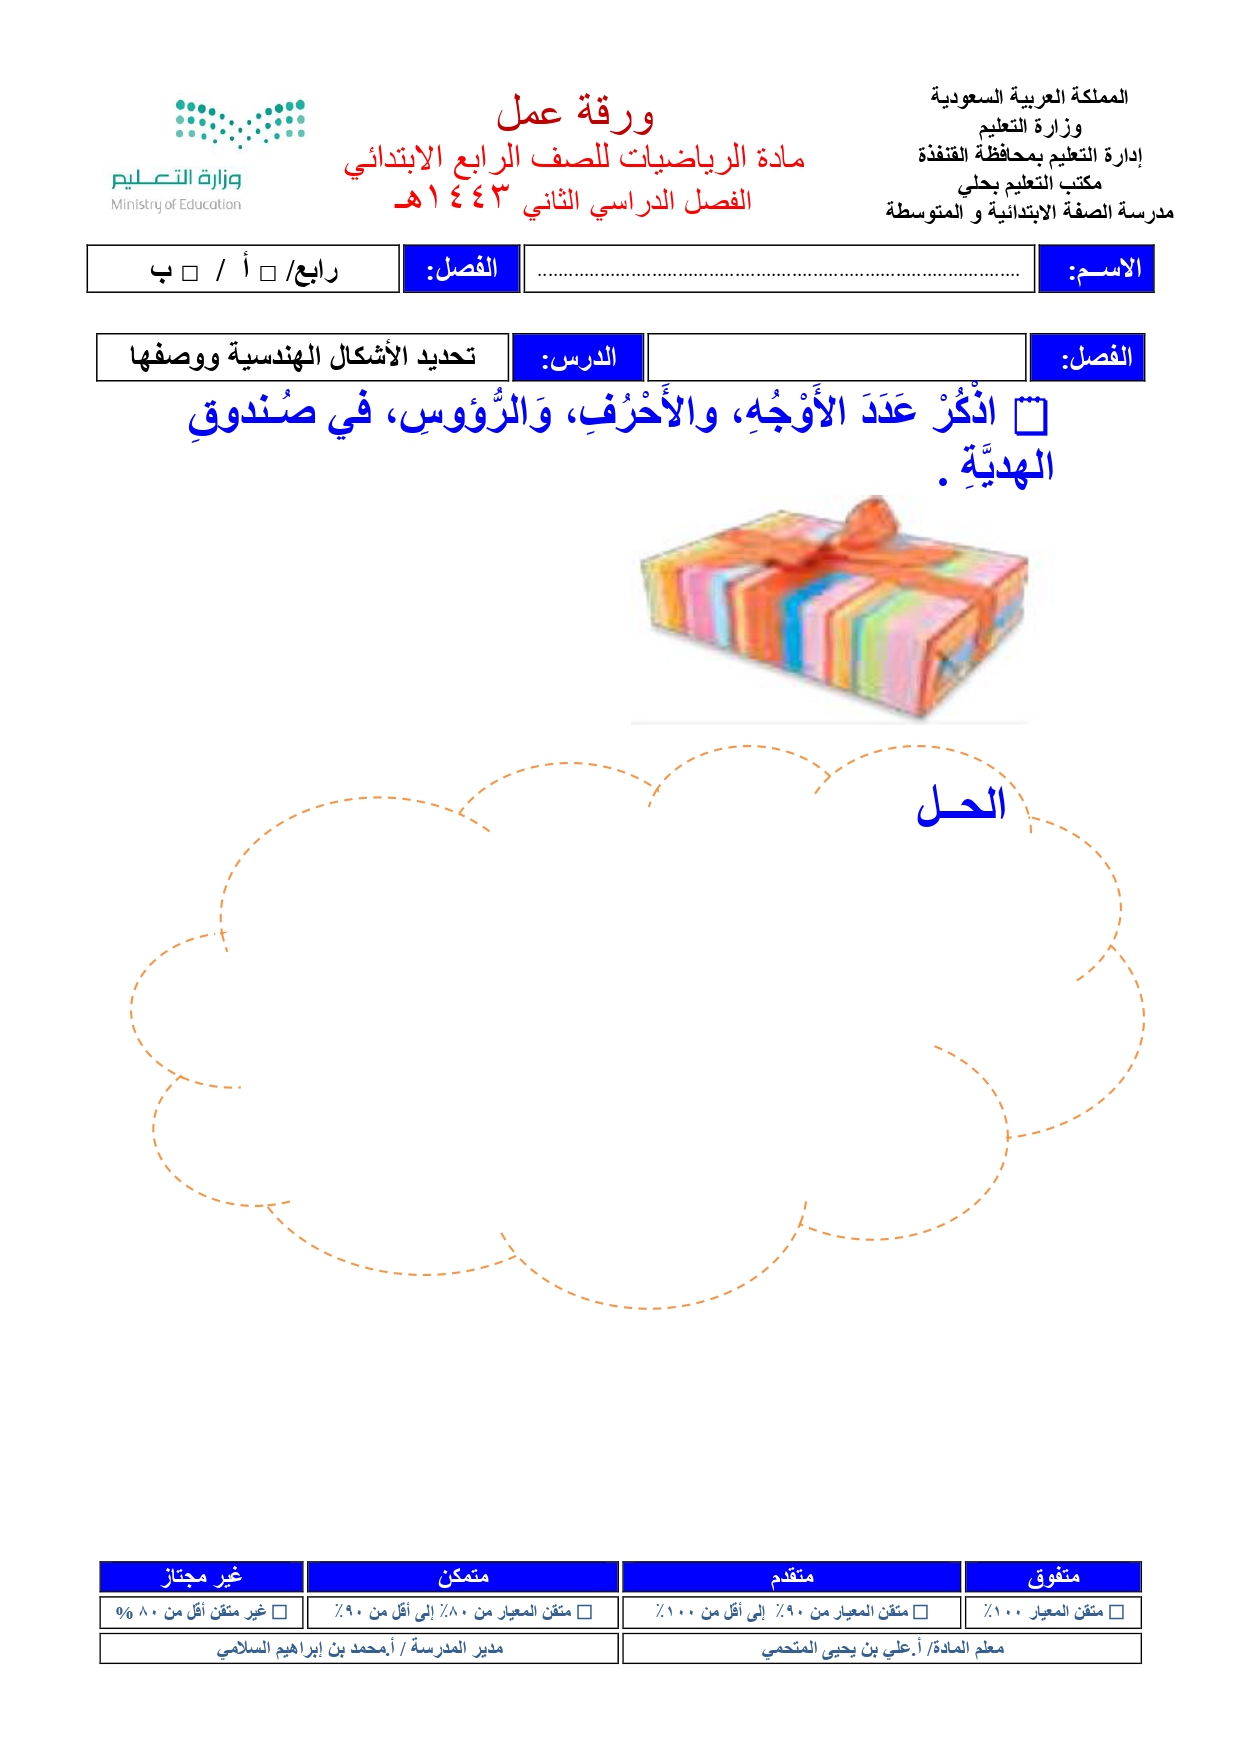 المملكة العربية السعودية
وزارة التعليم
إدارة التعليم بمحافظة القنفذة
مكتب التعليم بحلي
مدرسة الصفة الابتدائية و المتوسطة
ورقة عمل
مادة الرياضيات للصف الرابع الابتدائي
الفصل الدراسي الثاني ١٤٤٣هـ
وزارة التعـــليم
Ministry of Education
الاســم: ........................................................................................... الفصل: رابع/ □ أ / □ ب
الفصل: الدرس: تحديد الأشكال الهندسية ووصفها
اذْكُرْ عَدَدَ الأَوْجُهِ، والأَحْرُفِ، وَالرُّؤوسِ، في صُـندوقِ
الهديَّةِ .
الحــل
متفوق متقدم متمكن غير مجتاز
□ متقن المعيار ١٠٠٪ □ متقن المعيار من ٩٠٪ إلى أقل من ١٠٠٪ □ متقن المعيار من ٨٠٪ إلى أقل من ٩٠٪ □ غير متقن أقل من ٨٠ %
معلم المادة/ أ.علي بن يحيى المتحمي مدير المدرسة / أ.محمد بن إبراهيم السلامي